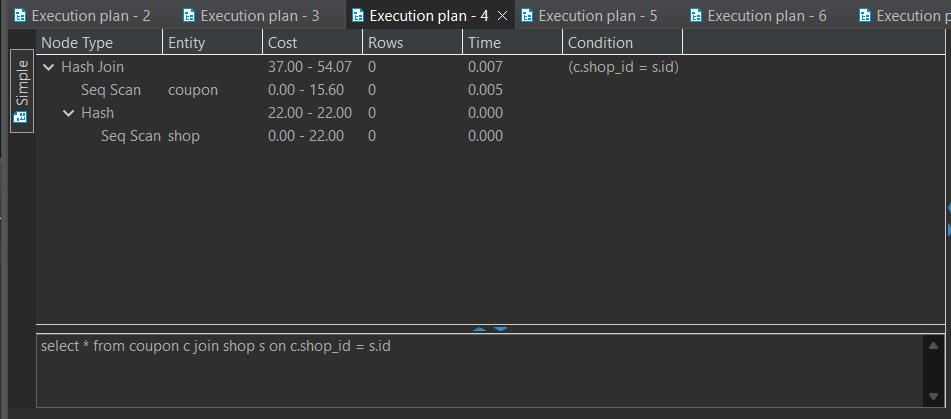 Execution plan - 2 Execution plan - 3 Execution plan - 4 Execution plan - 5 Execution plan - 6 Execution p
Simple
Node Type Entity Cost Rows Time Condition
Hash Join 37.00 - 54.07 0 0.007 (c.shop_id = s.id)
Seq Scan coupon 0.00 - 15.60 0 0.005
Hash 22.00 - 22.00 0 0.000
Seq Scan shop 0.00 - 22.00 0 0.000
select * from coupon c join shop s on c.shop_id = s.id